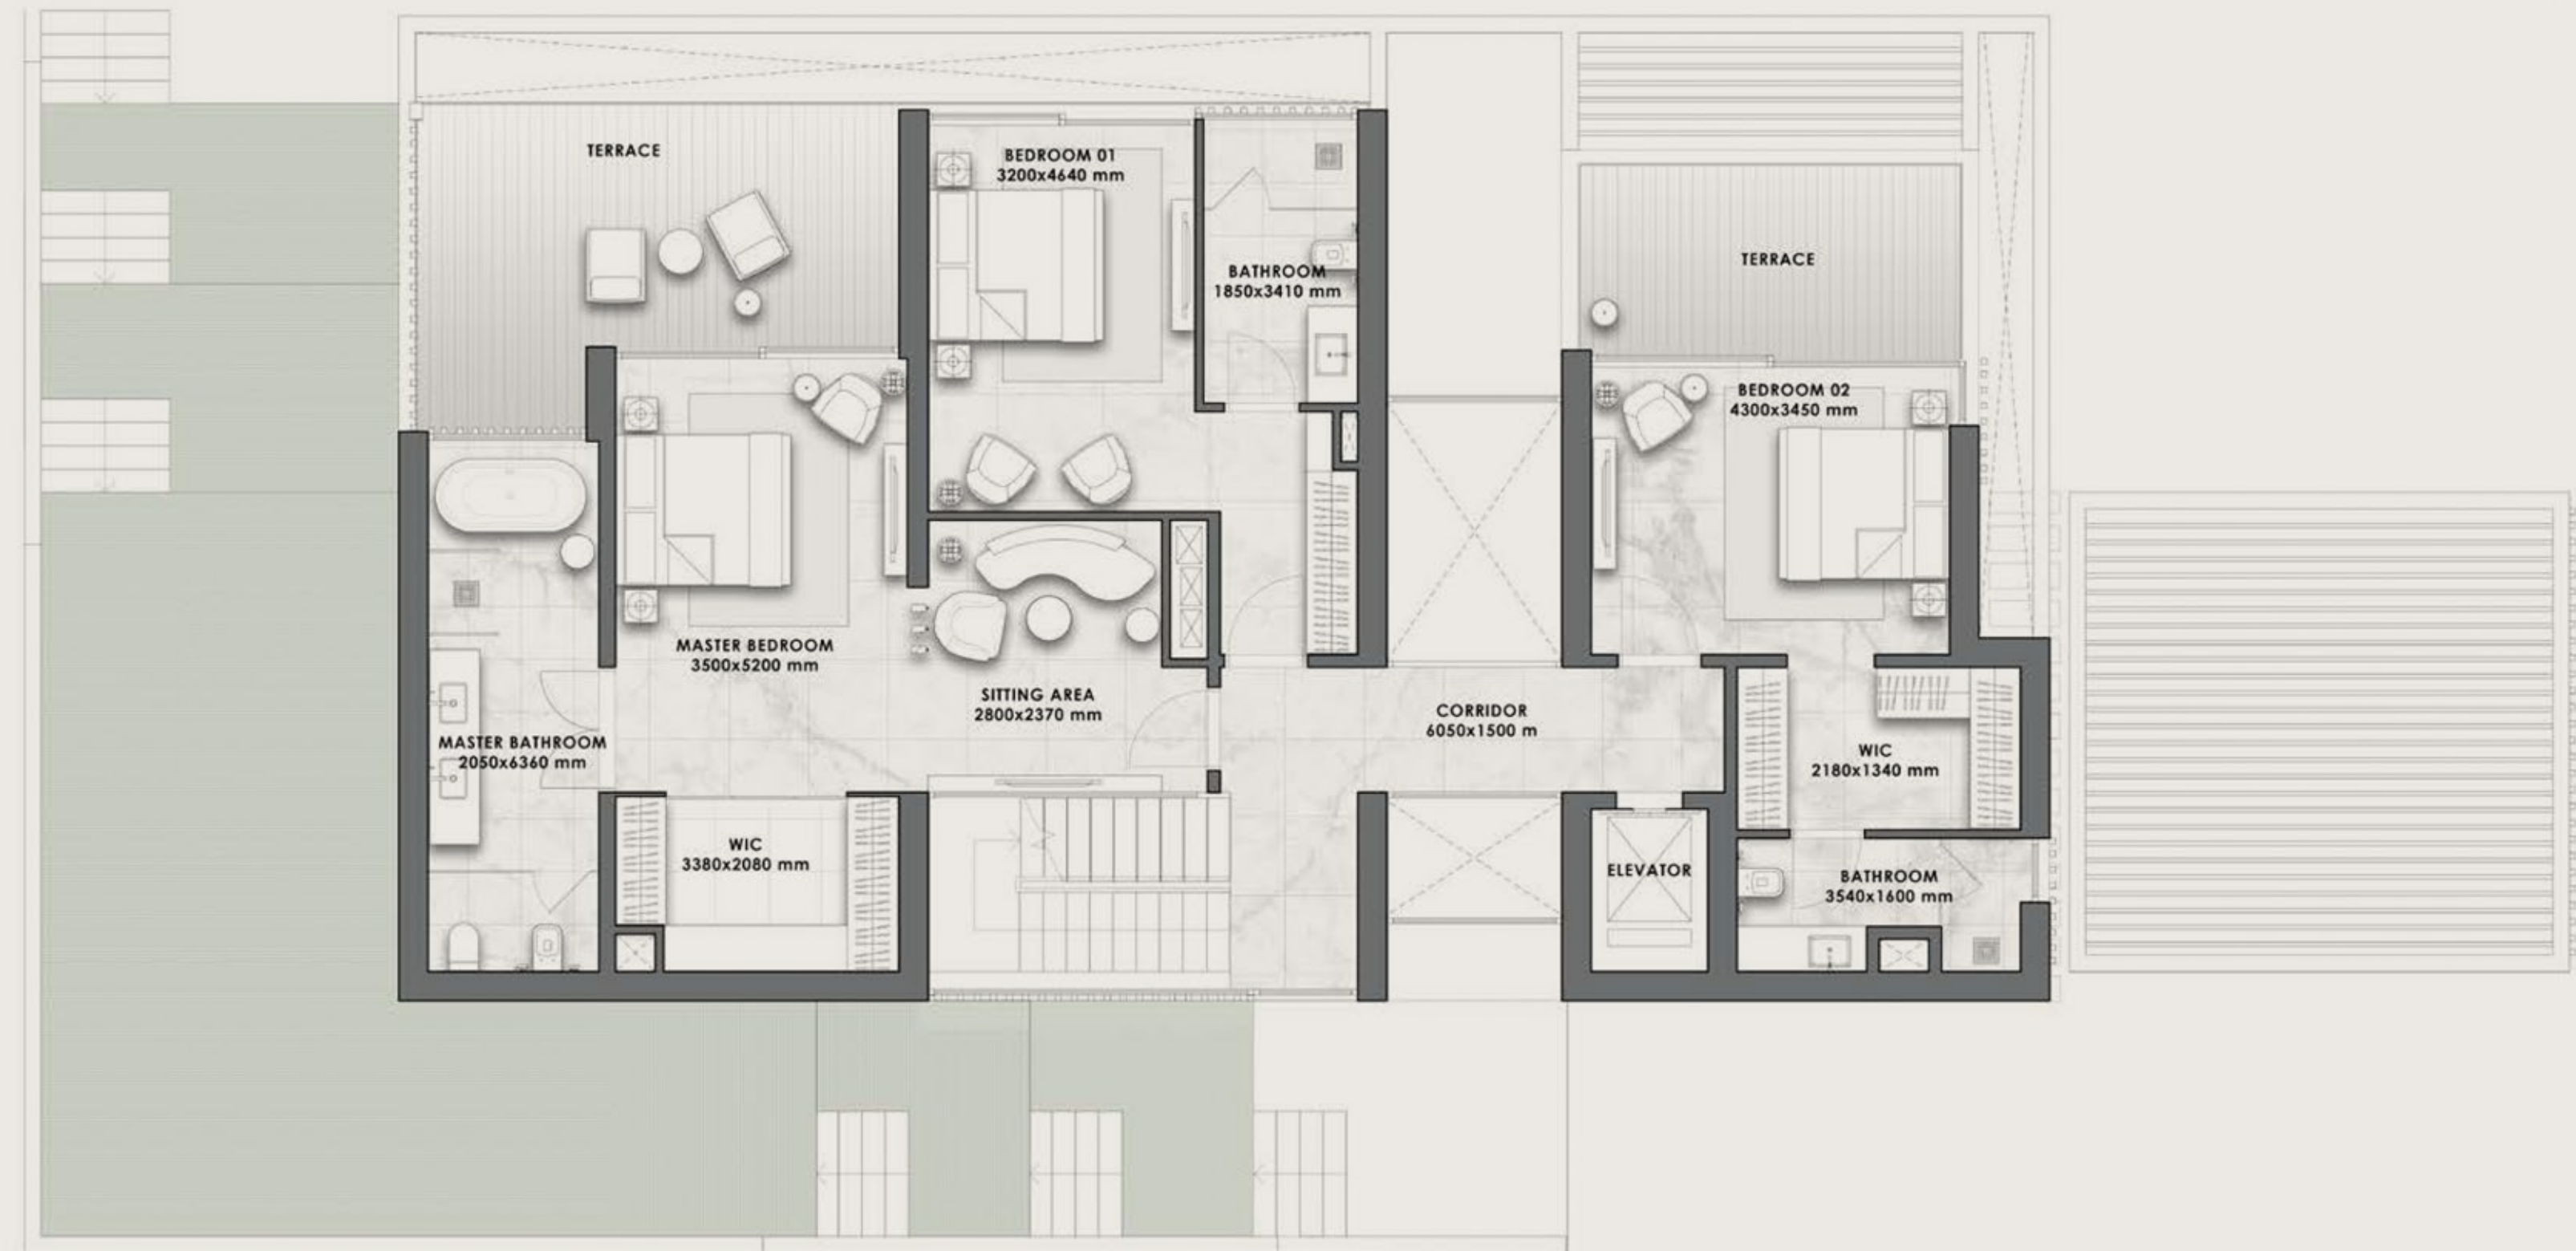 TERRACE
BEDROOM 01
3200x4640 mm
BATHROOM
1850x3410 mm
TERRACE
BEDROOM 02
4300x3450 mm
MASTER BEDROOM
3500x5200 mm
SITTING AREA
2800x2370 mm
CORRIDOR
6050x1500 m
MASTER BATHROOM
2050x6360 mm
WIC
2180x1340 mm
WIC
3380x2080 mm
ELEVATOR
BATHROOM
3540x1600 mm